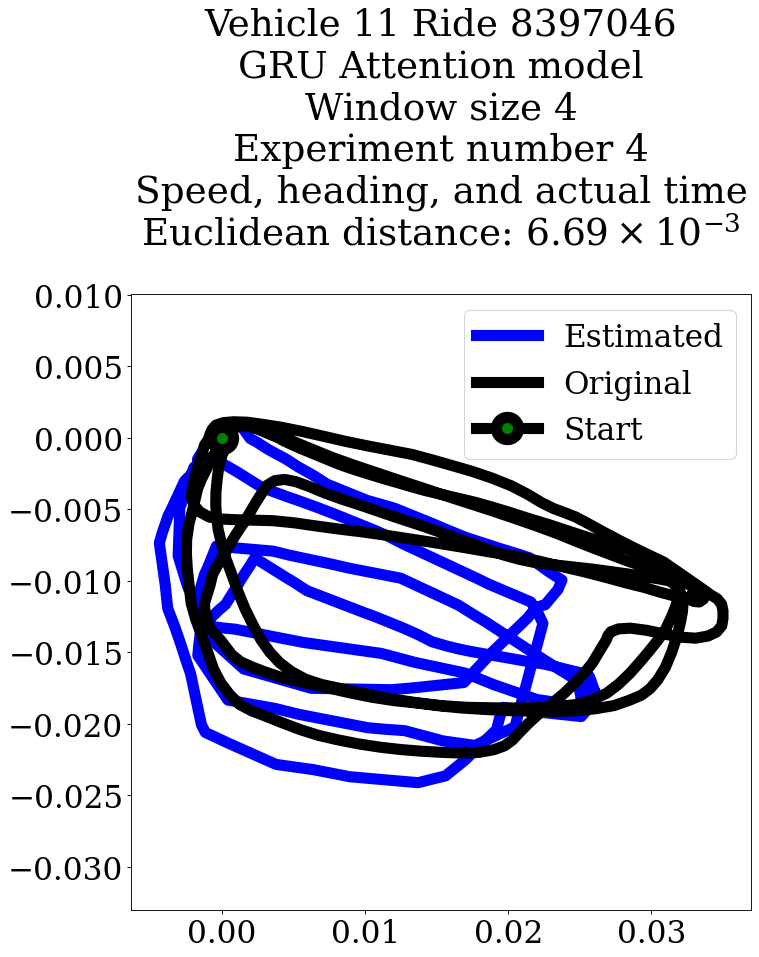 Vehicle 11 Ride 8397046
GRU Attention model
Window size 4
Experiment number 4
Speed, heading, and actual time
Euclidean distance: 6.69 × 10⁻³
0.010
Estimated
0.005
Original
0.000
Start
−0.005
−0.010
−0.015
−0.020
−0.025
−0.030
0.00 0.01 0.02 0.03